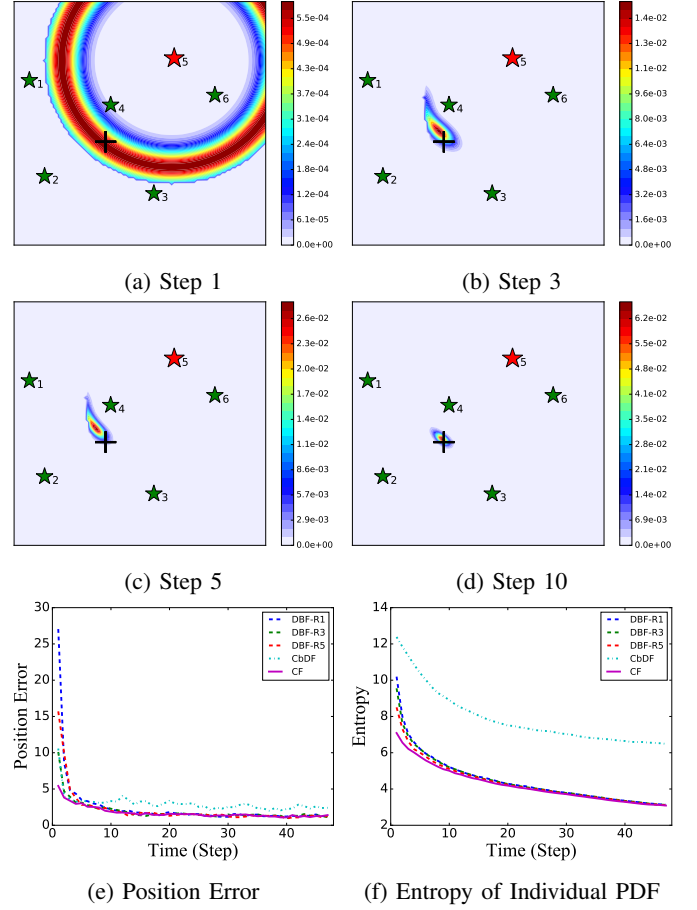 5
1
4
6
2
3
5.5e-04
4.9e-04
4.3e-04
3.7e-04
3.0e-04
2.4e-04
1.8e-04
1.2e-04
6.1e-05
0.0e+00
(a) Step 1
5
1
4
6
2
3
1.4e-02
1.3e-02
1.1e-02
9.6e-03
8.0e-03
6.4e-03
4.8e-03
3.2e-03
1.6e-03
0.0e+00
(b) Step 3
5
1
4
6
2
3
2.6e-02
2.3e-02
2.0e-02
1.7e-02
1.4e-02
1.2e-02
8.7e-03
5.8e-03
2.9e-03
0.0e+00
(c) Step 5
5
1
4
6
2
3
6.2e-02
5.5e-02
4.8e-02
4.1e-02
3.4e-02
2.7e-02
2.1e-02
1.4e-02
6.9e-03
0.0e+00
(d) Step 10
30
25
20
15
10
5
0
Position Error
DBF-R1
DBF-R3
DBF-R5
CbDF
CF
0 10 20 30 40
Time (Step)
(e) Position Error
14
12
10
8
6
4
2
Entropy
DBF-R1
DBF-R3
DBF-R5
CbDF
CF
0 10 20 30 40
Time (Step)
(f) Entropy of Individual PDF